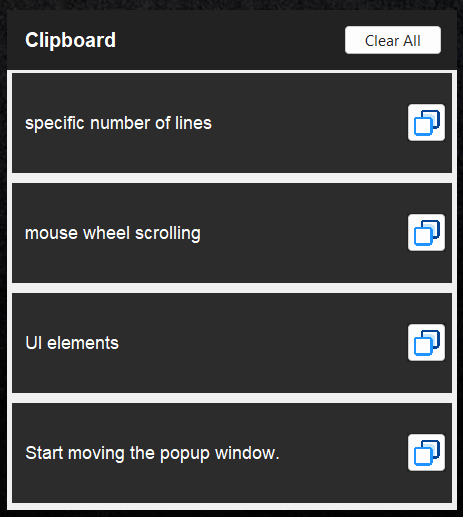 Clipboard
Clear All
specific number of lines
mouse wheel scrolling
UI elements
Start moving the popup window.